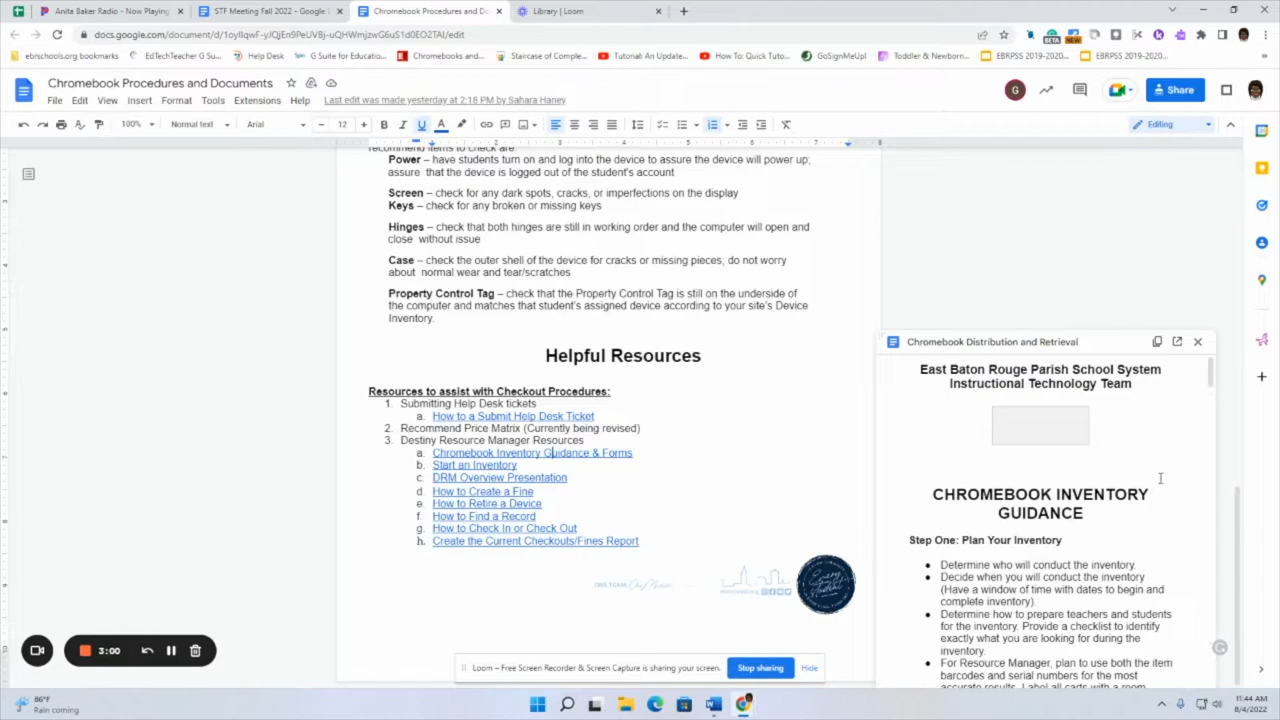 Anita Baker Radio - Now Playing
STF Meeting Fall 2022 - Google
Chromebook Procedures and Do
Library | Loom
docs.google.com/document/d/1oyIIqwF-yJQjEn9PeUVBj-uQHWmjzwG6uS1d0EO2TAI/edit
ebrschools.org bookmarks
EdTechTeacher G Su...
Help Desk
G Suite 4r Educatio...
Chromebooks and...
Staircase of Comple...
Tutorial: An Update...
How To: Quick Tuto...
GoSignMeUp!
Toddler & Newborn...
EBRPSS 2019-2020...
EBRPSS 2019-2020...
Chromebook Procedures and Documents
File Edit View Insert Format Tools Extensions Help Last edit was made yesterday at 2:18 PM by Sahara Haney
G
Share
100% Normal text Arial 12 B I U A Editing
recommend items to check are
Power – have students turn on and log into the device to assure the device will power up;
assure that the device is logged out of the student's account
Screen – check for any dark spots, cracks, or imperfections on the display
Keys – check for any broken or missing keys
Hinges – check that both hinges are still in working order and the computer will open and
close without issue
Case – check the outer shell of the device for cracks or missing pieces; do not worry
about normal wear and tear/scratches
Property Control Tag – check that the Property Control Tag is still on the underside of
the computer and matches that student's assigned device according to your site's Device
Inventory.
Helpful Resources
Resources to assist with Checkout Procedures:
1. Submitting Help Desk tickets
a. How to a Submit Help Desk Ticket
2. Recommend Price Matrix (Currently being revised)
3. Destiny Resource Manager Resources
a. Chromebook Inventory Guidance & Forms
b. Start an Inventory
c. DRM Overview Presentation
d. How to Create a Fine
e. How to Retire a Device
f. How to Find a Record
g. How to Check In or Check Out
h. Create the Current Checkouts/Fines Report
ONE TEAM.
Chromebook Distribution and Retrieval
East Baton Rouge Parish School System
Instructional Technology Team
CHROMEBOOK INVENTORY
GUIDANCE
Step One: Plan Your Inventory
Determine who will conduct the inventory.
Decide when you will conduct the inventory
(Have a window of time with dates to begin and
complete inventory).
Determine how to prepare teachers and students
for the inventory. Provide a checklist to identify
exactly what you are looking for during the
inventory.
For Resource Manager, plan to use both the item
barcodes and serial numbers for the most
accurate results. Label all carts with a room
3:00
Loom – Free Screen Recorder & Screen Capture is sharing your screen.
Stop sharing
Hide
86°F
Rain coming
11:44 AM
8/4/2022